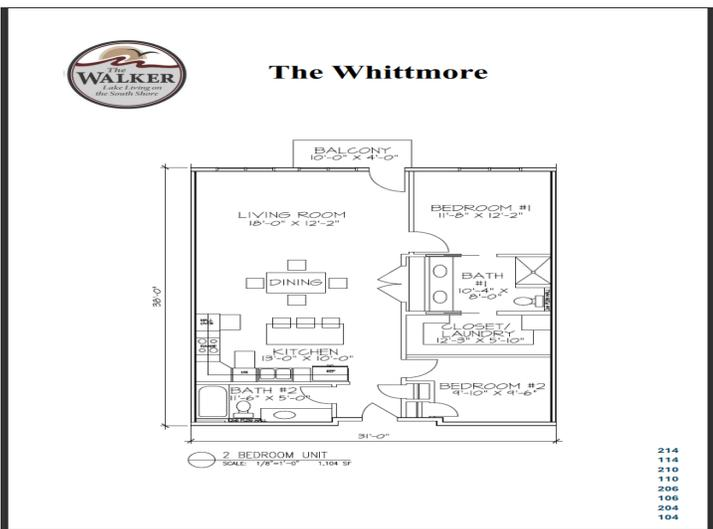 The
WALKER
Lake Living on
the South Shore
The Whittmore
BALCONY
10'-0" X 4'-0"
LIVING ROOM
18'-0" X 12'-2"
BEDROOM #1
11'-8" X 12'-2"
DINING
BATH
#1
10'-4" X
8'-0"
38'-0"
CLOSET/
LAUNDRY
12'-3" X 5'-10"
KITCHEN
13'-0" X 10'-0"
BATH #2
11'-6" X 5'-0"
BEDROOM #2
9'-10" X 9'-6"
31'-0"
2 BEDROOM UNIT
SCALE: 1/8"=1'-0" 1,104 SF
214
114
210
110
206
106
204
104